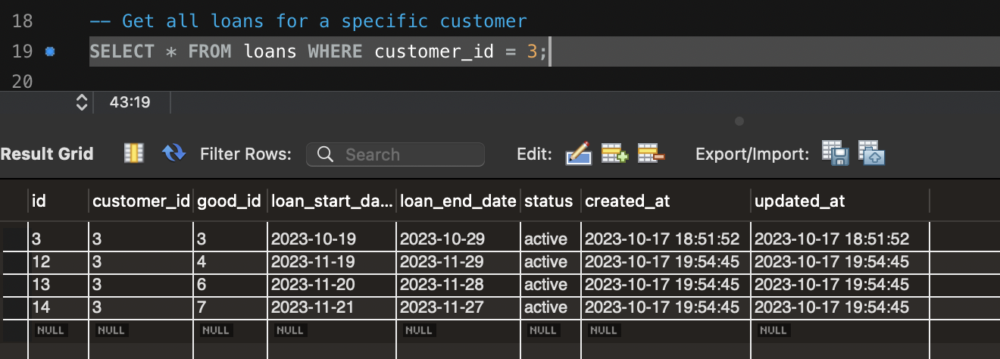 18 -- Get all loans for a specific customer
19 SELECT * FROM loans WHERE customer_id = 3;
20
43:19
Result Grid Filter Rows: Search Edit: Export/Import:
id customer_id good_id loan_start_da... loan_end_date status created_at updated_at
3 3 3 2023-10-19 2023-10-29 active 2023-10-17 18:51:52 2023-10-17 18:51:52
12 3 4 2023-11-19 2023-11-29 active 2023-10-17 19:54:45 2023-10-17 19:54:45
13 3 6 2023-11-20 2023-11-28 active 2023-10-17 19:54:45 2023-10-17 19:54:45
14 3 7 2023-11-21 2023-11-27 active 2023-10-17 19:54:45 2023-10-17 19:54:45
NULL NULL NULL NULL NULL NULL NULL NULL